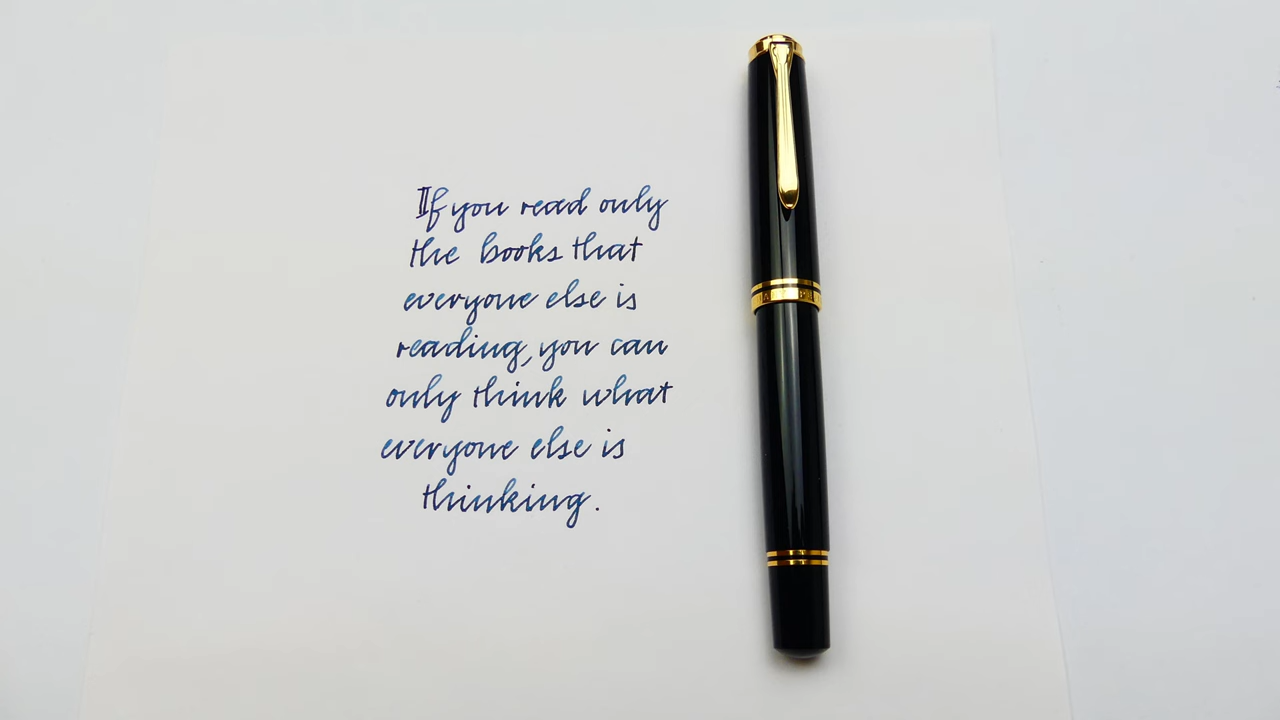 If you read only
the books that
everyone else is
reading, you can
only think what
everyone else is
thinking.